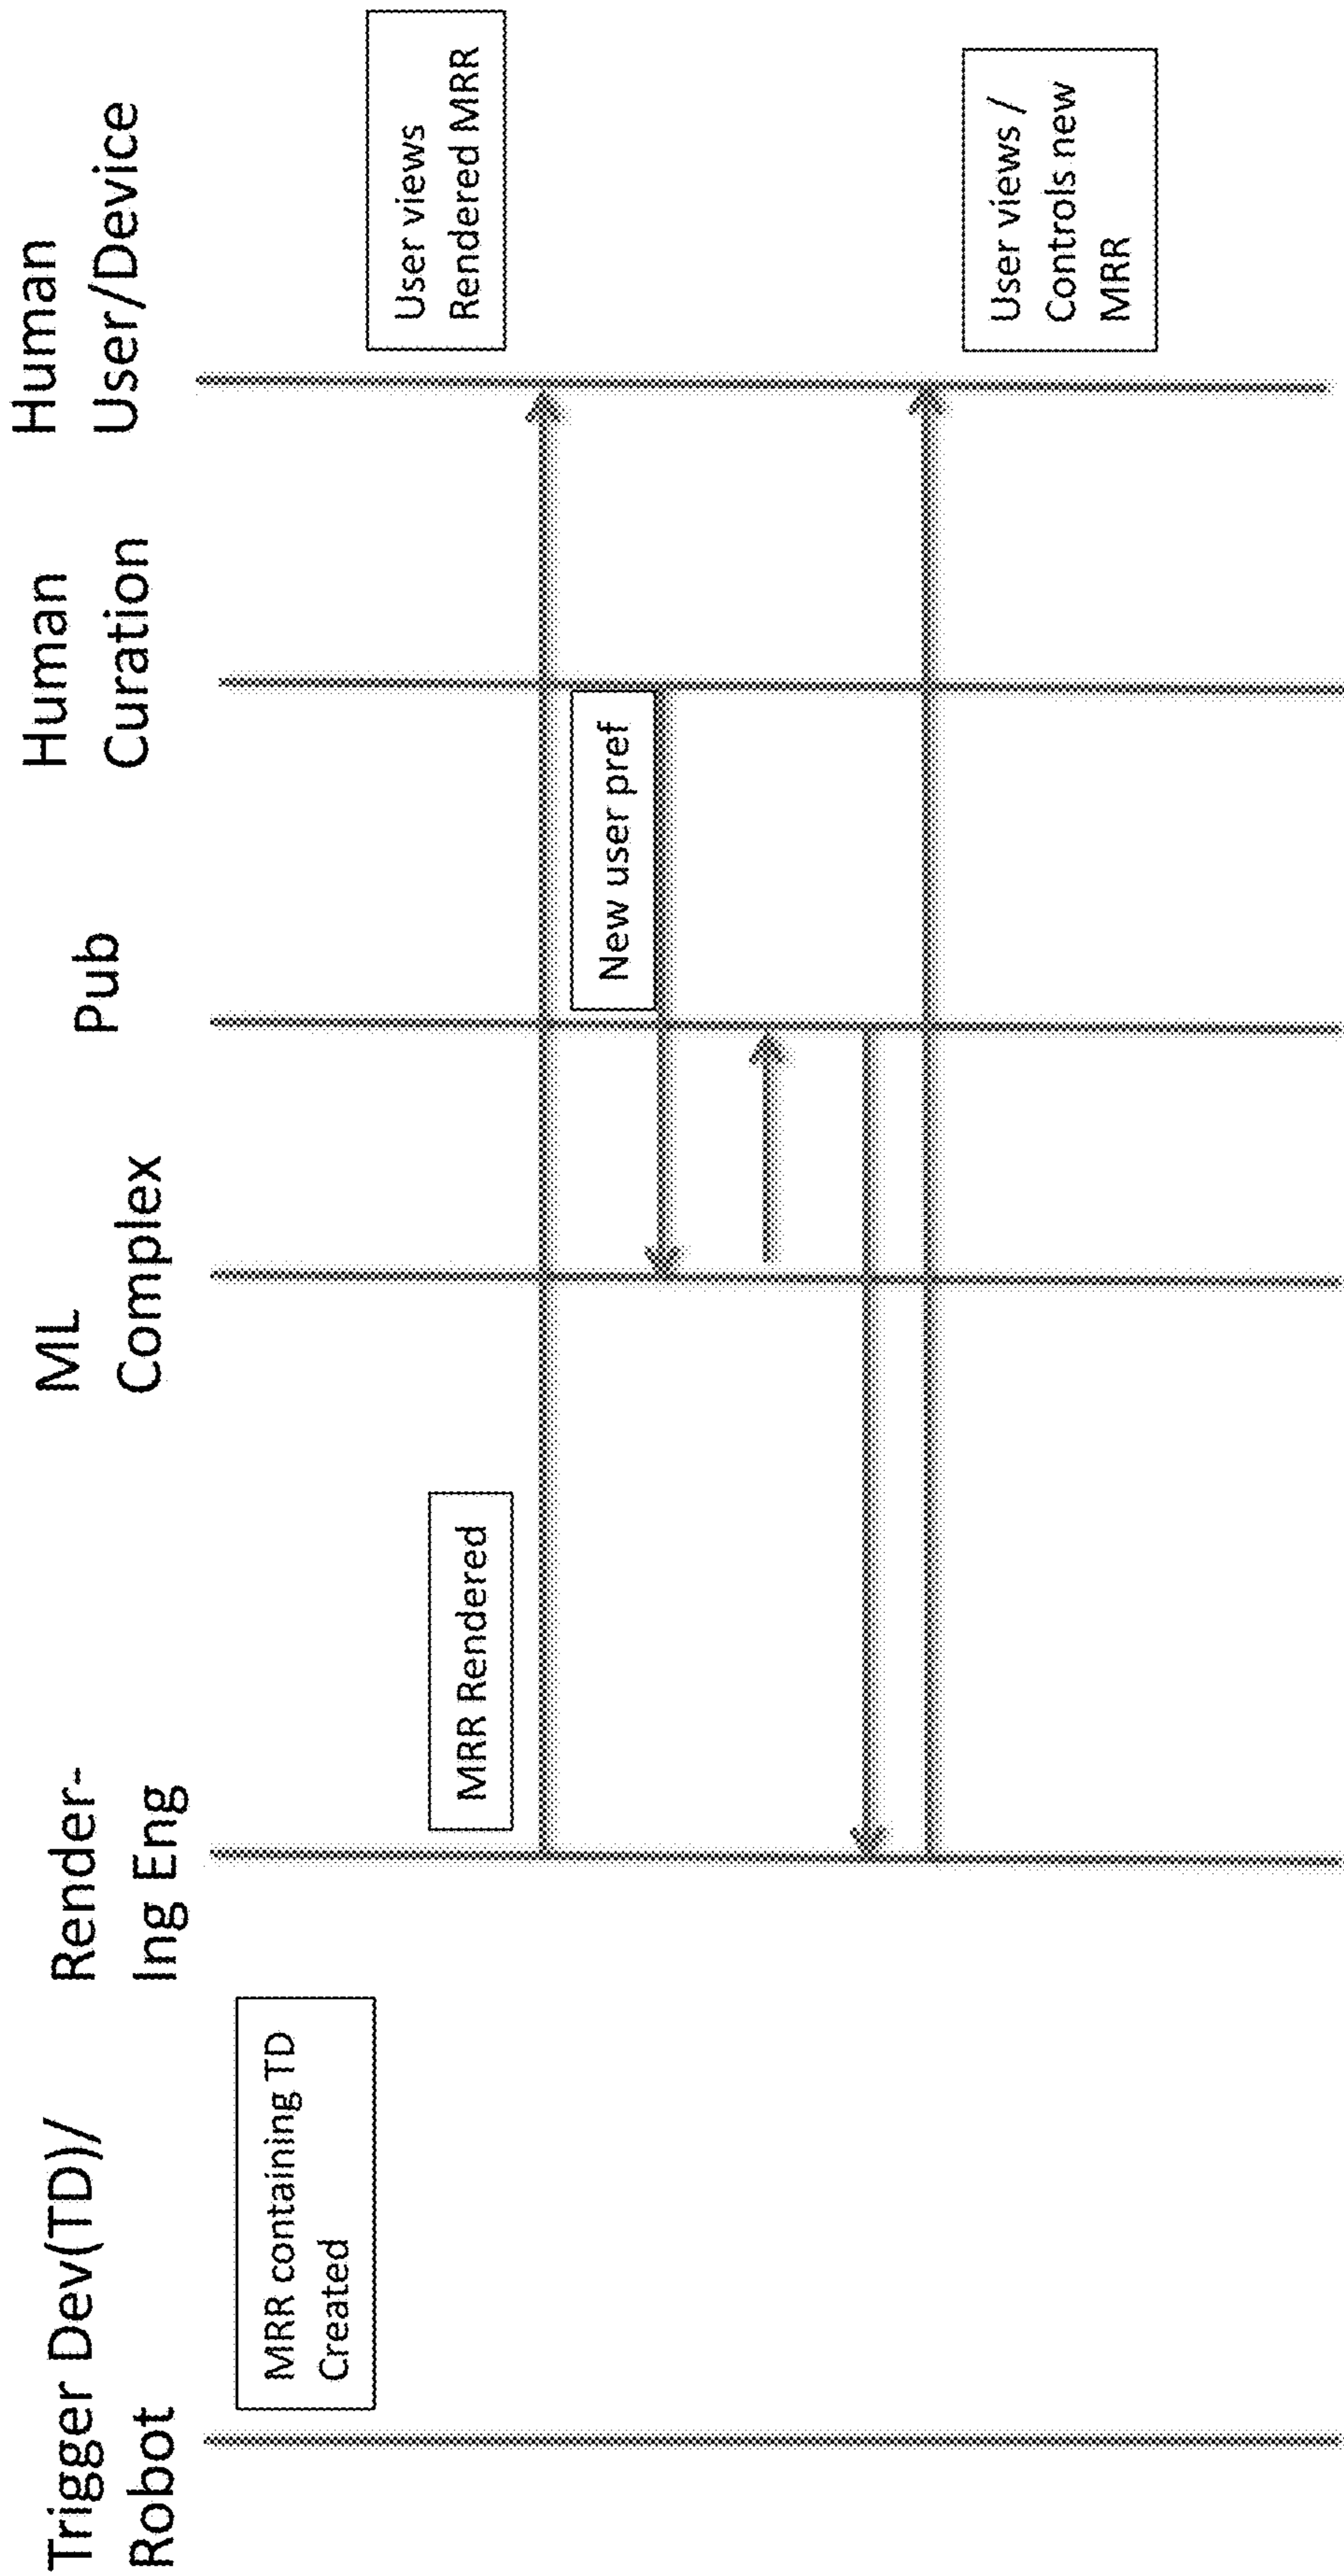 Trigger Dev(TD)/
Robot
Render-
Ing Eng
ML
Complex
Pub
Human
Curation
Human
User/Device
MRR containing TD
Created
MRR Rendered
User views
Rendered MRR
New user pref
User views /
Controls new
MRR